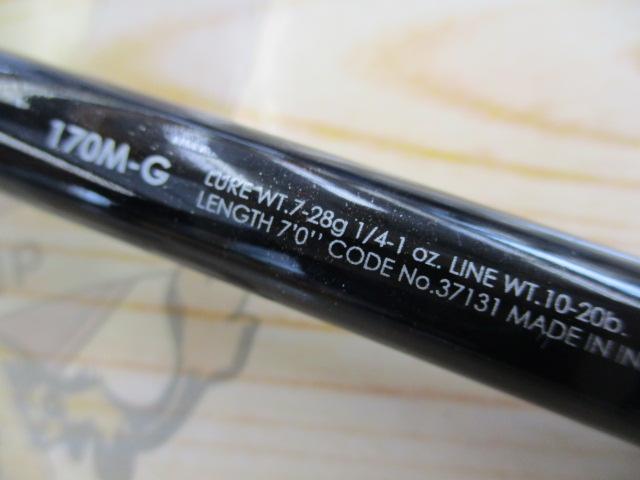 170M-G
LURE WT.7-28g 1/4-1 oz. LINE WT.10-20b.
LENGTH 7'0'' CODE No.37131 MADE IN